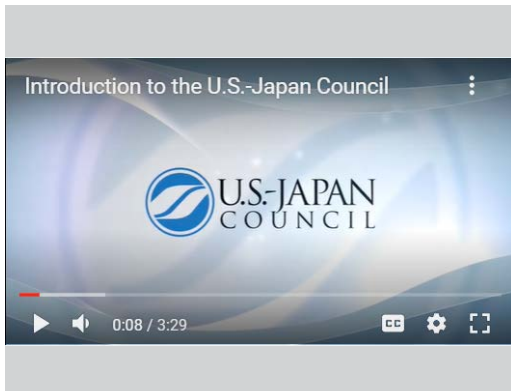 Introduction to the U.S.-Japan Council
U.S.-JAPAN
COUNCIL
0:08 / 3:29
CC